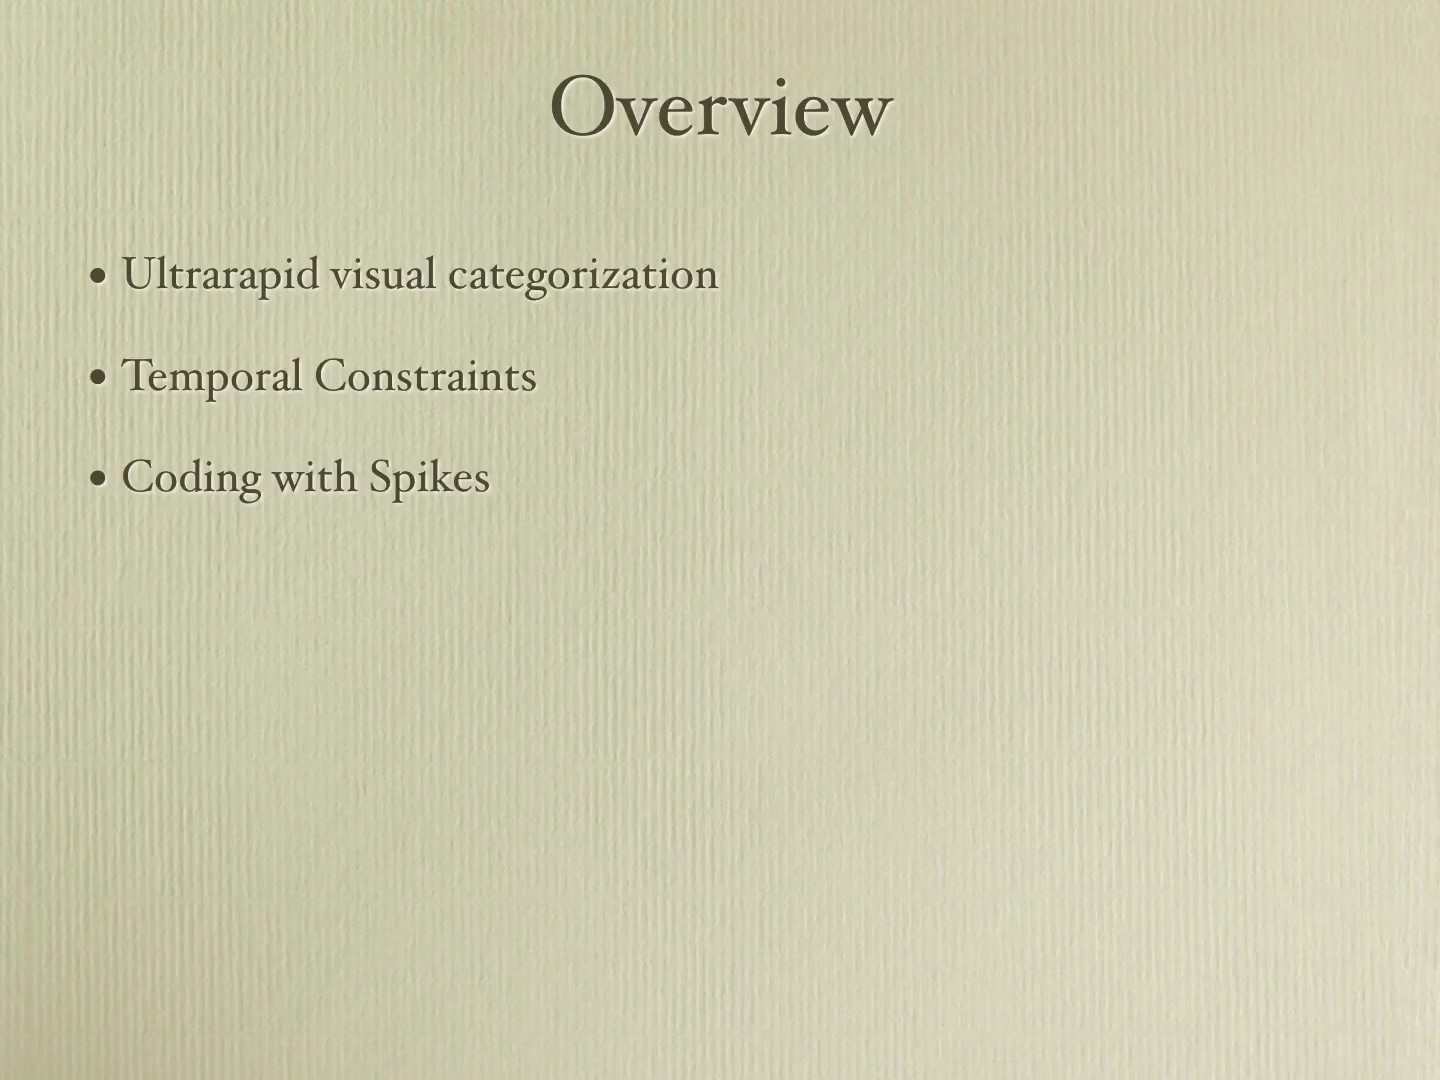 Overview
• Ultrarapid visual categorization
• Temporal Constraints
• Coding with Spikes